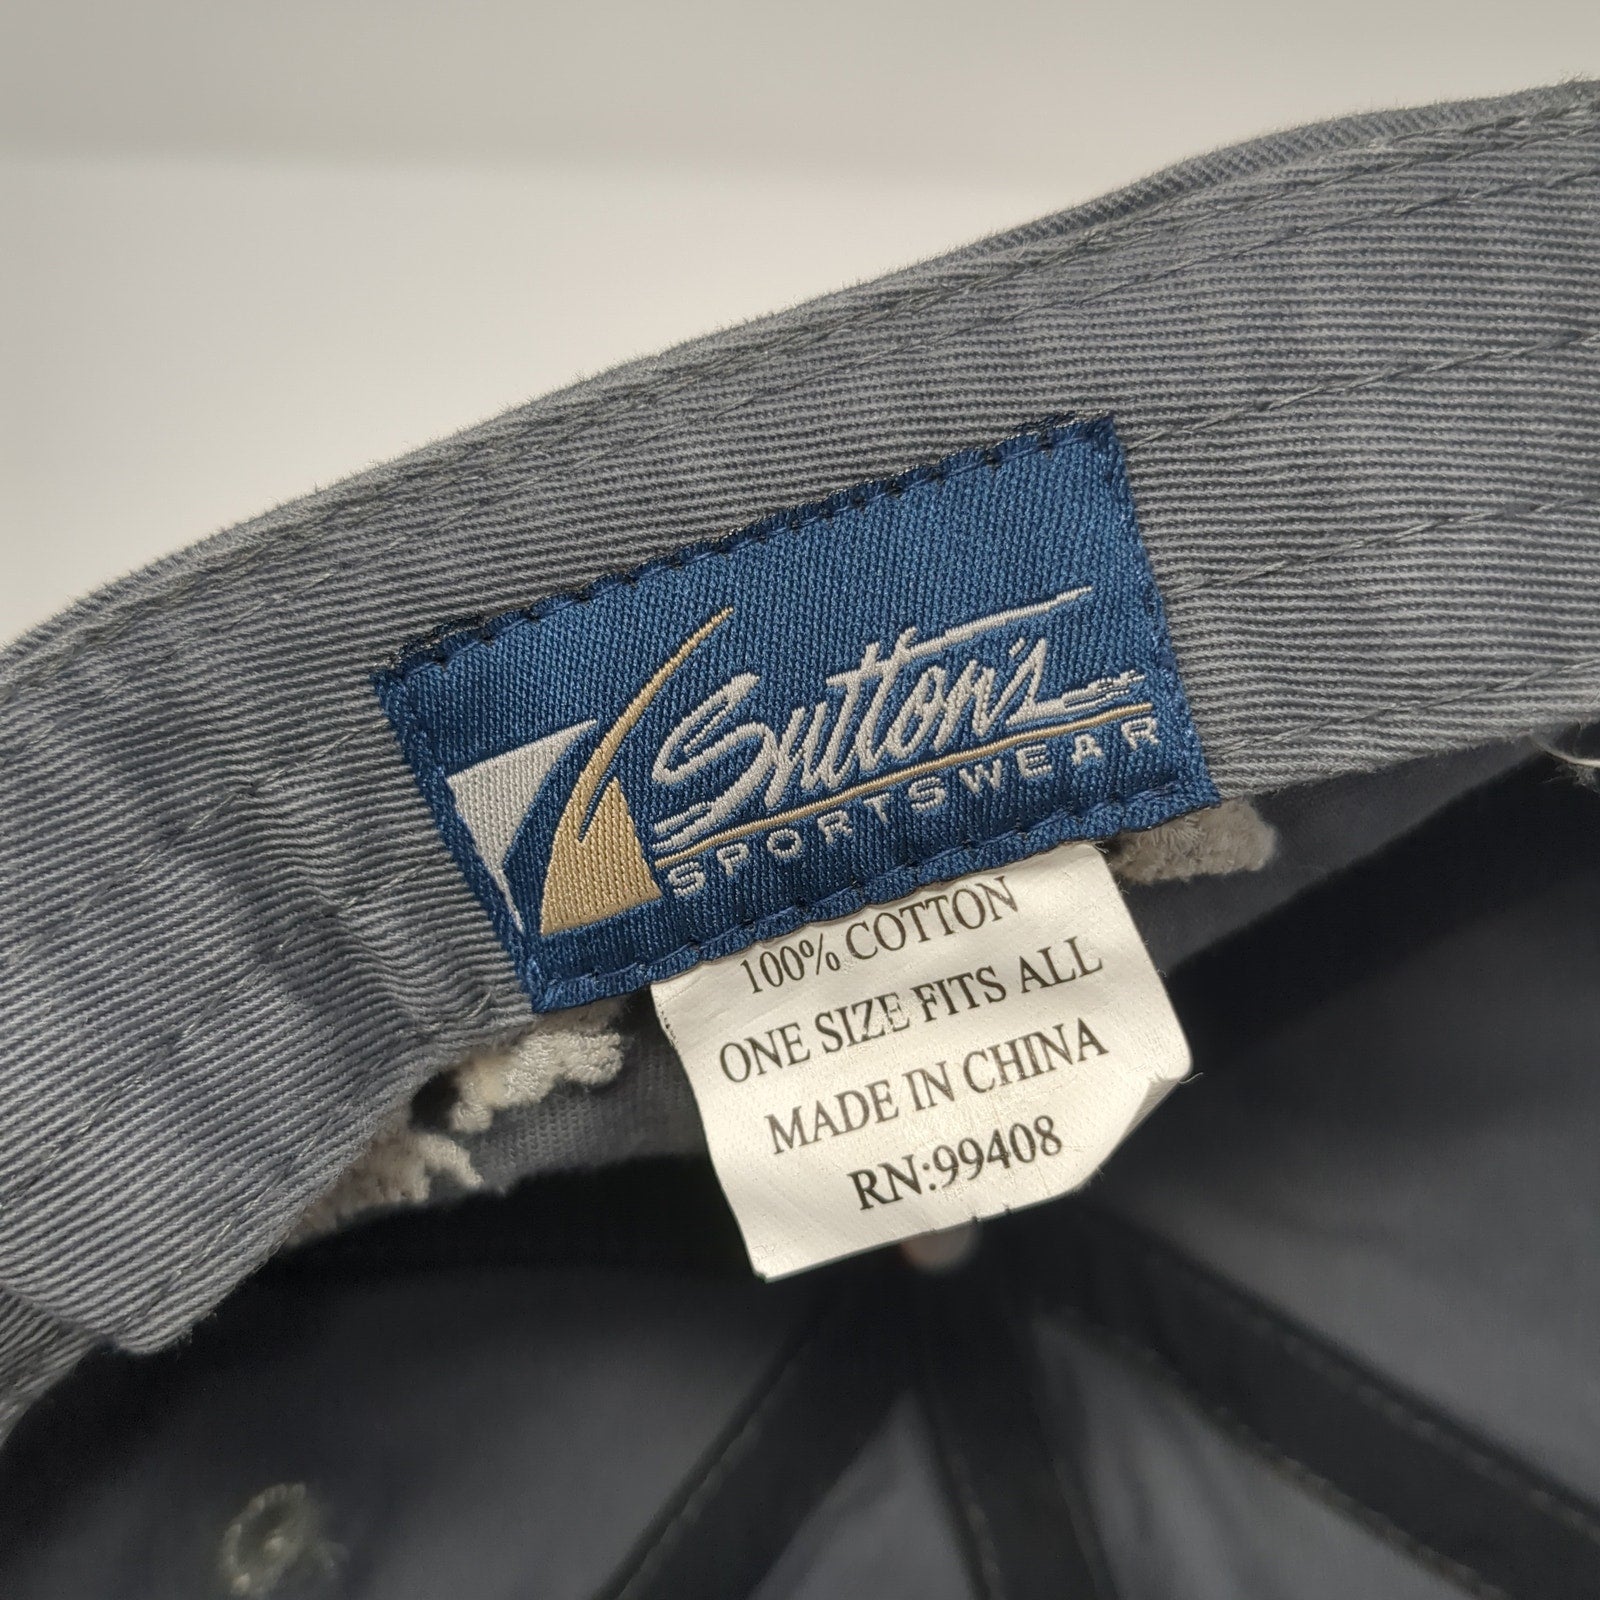 Sutton's
SPORTSWEAR
100% COTTON
ONE SIZE FITS ALL
MADE IN CHINA
RN:99408